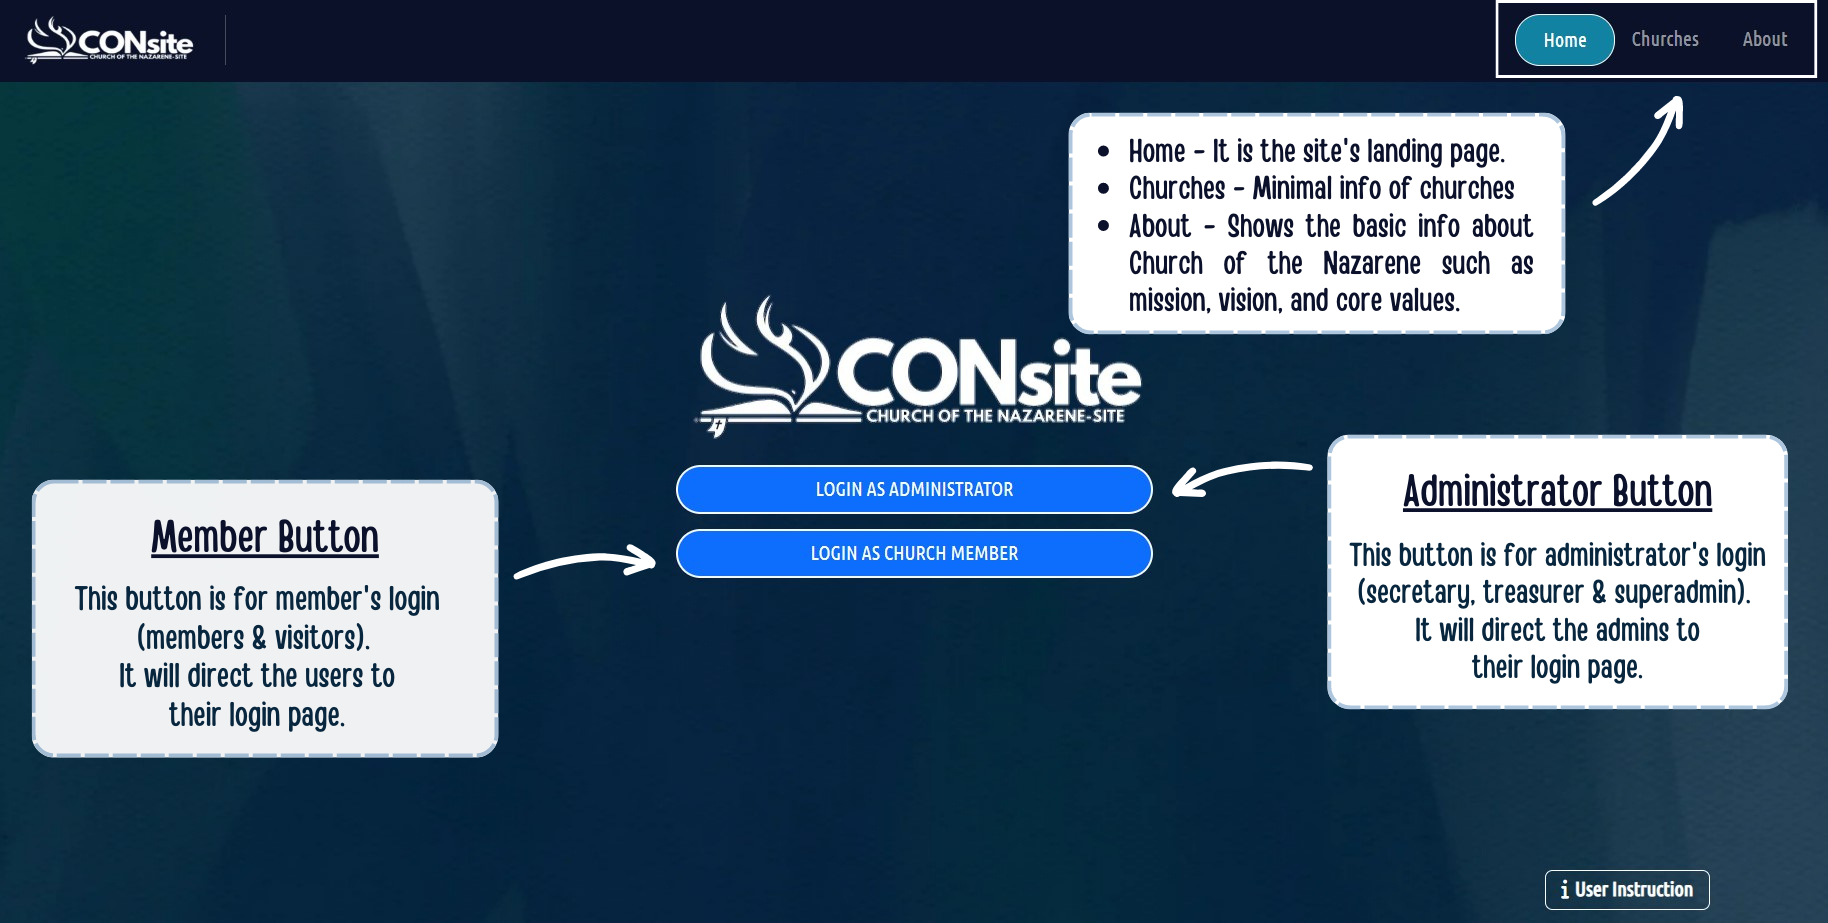 CONsite
CHURCH OF THE NAZARENE-SITE
Home
Churches
About
Home - It is the site's landing page.
Churches - Minimal info of churches
About - Shows the basic info about
Church of the Nazarene such as
mission, vision, and core values.
CONsite
CHURCH OF THE NAZARENE-SITE
LOGIN AS ADMINISTRATOR
LOGIN AS CHURCH MEMBER
Administrator Button
This button is for administrator's login
(secretary, treasurer & superadmin).
It will direct the admins to
their login page.
Member Button
This button is for member's login
(members & visitors).
It will direct the users to
their login page.
i User Instruction